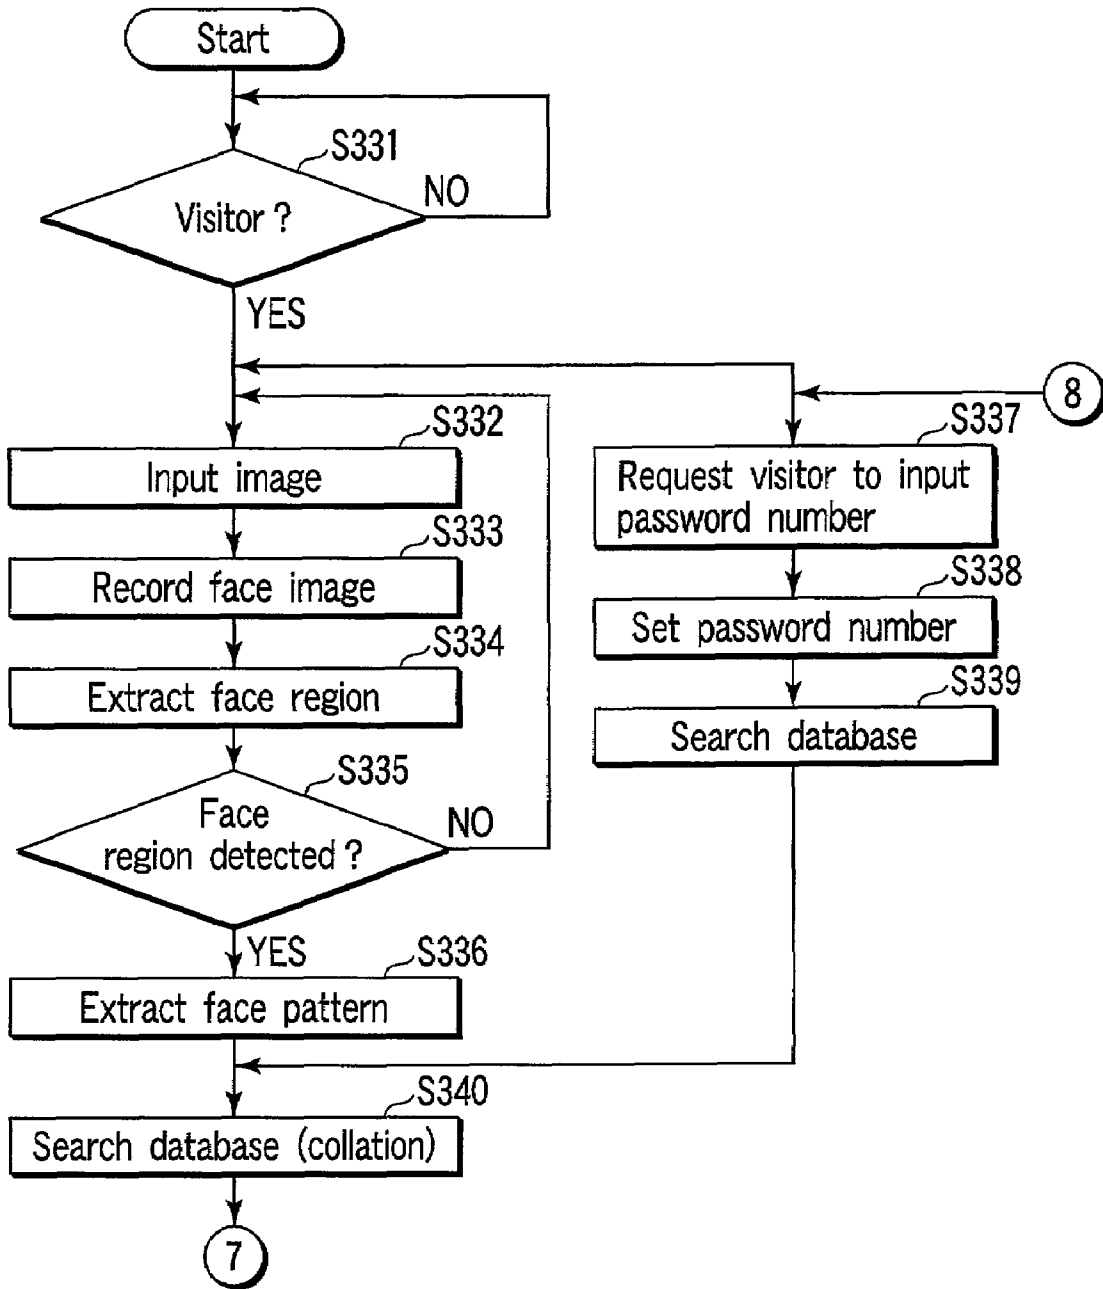 Start
S331
Visitor ?
NO
YES
8
S332
Input image
S333
Record face image
S334
Extract face region
S335
Face
region detected ?
NO
YES
S336
Extract face pattern
S337
Request visitor to input
password number
S338
Set password number
S339
Search database
S340
Search database (collation)
7